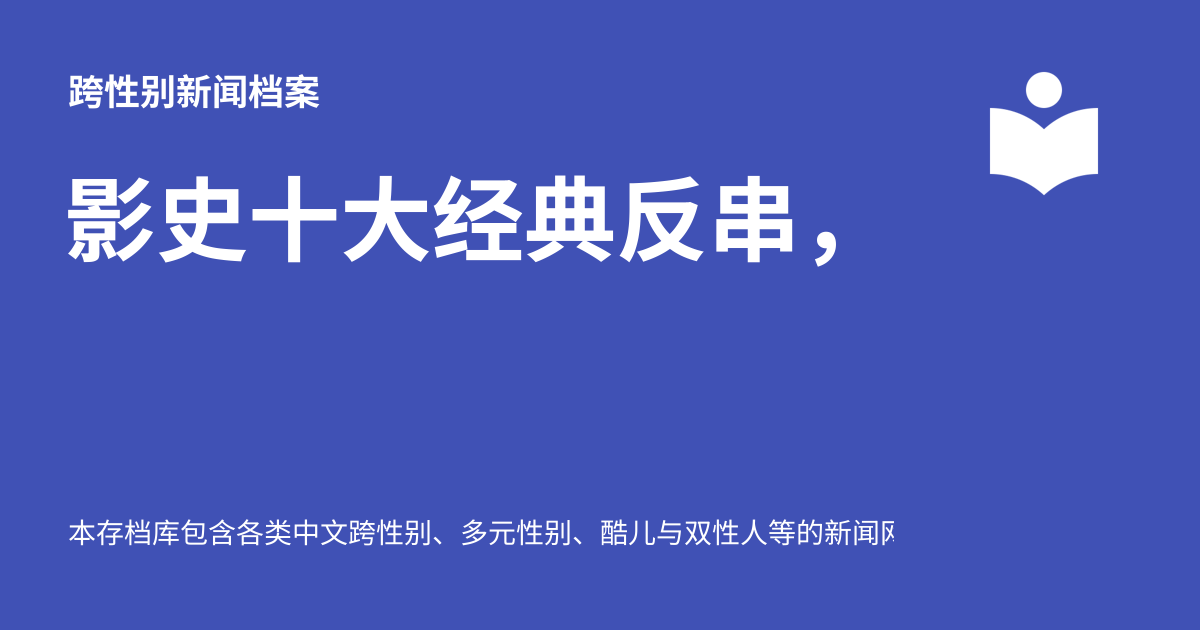 跨性别新闻档案
影史十大经典反串，
本存档库包含各类中文跨性别、多元性别、酷儿与双性人等的新闻